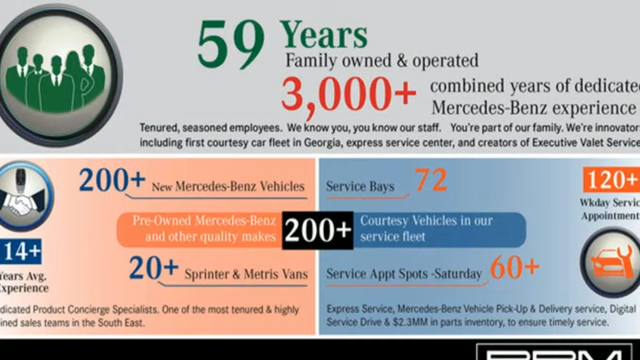 59 Years
Family owned & operated
3,000+ combined years of dedicated
Mercedes-Benz experience
Tenured, seasoned employees. We know you, you know our staff. You're part of our family. We're innovator
including first courtesy car fleet in Georgia, express service center, and creators of Executive Valet Service
200+ New Mercedes-Benz Vehicles
Service Bays 72
120+
Wkday Servic
Appointment
Pre-Owned Mercedes-Benz
and other quality makes
200+
Courtesy Vehicles in our
service fleet
14+
Years Avg.
Experience
20+ Sprinter & Metris Vans
Service Appt Spots -Saturday 60+
dicated Product Concierge Specialists. One of the most tenured & highly
ined sales teams in the South East.
Express Service, Mercedes-Benz Vehicle Pick-Up & Delivery service, Digital
Service Drive & $2.3MM in parts inventory, to ensure timely service.